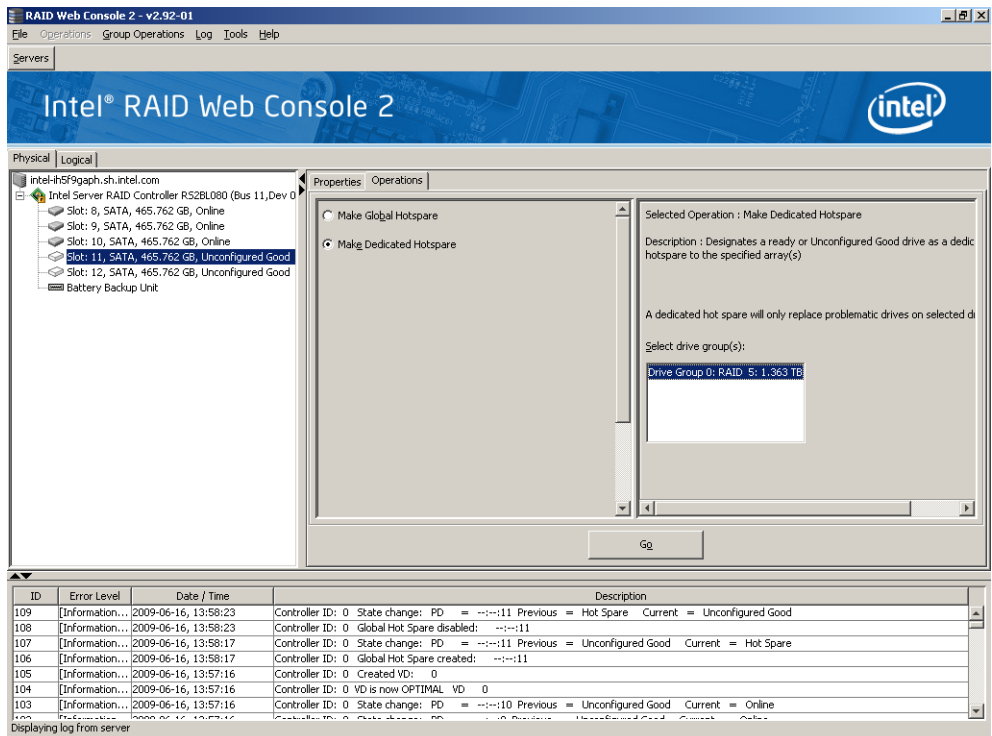 RAID Web Console 2 - v2.92-01
File Operations Group Operations Log Tools Help
Servers
Intel® RAID Web Console 2
intel
Physical Logical
intel-ih5f9gaph.sh.intel.com
Intel Server RAID Controller RS2BL080 (Bus 11,Dev 0
Slot: 8, SATA, 465.762 GB, Online
Slot: 9, SATA, 465.762 GB, Online
Slot: 10, SATA, 465.762 GB, Online
Slot: 11, SATA, 465.762 GB, Unconfigured Good
Slot: 12, SATA, 465.762 GB, Unconfigured Good
Battery Backup Unit
Properties Operations
Make Global Hotspare
Make Dedicated Hotspare
Selected Operation : Make Dedicated Hotspare
Description : Designates a ready or Unconfigured Good drive as a dedic
hotspare to the specified array(s)
A dedicated hot spare will only replace problematic drives on selected d
Select drive group(s):
Drive Group 0: RAID 5: 1.363 TB
Go
ID Error Level Date / Time Description
109 [Information... 2009-06-16, 13:58:23 Controller ID: 0 State change: PD = --:--:11 Previous = Hot Spare Current = Unconfigured Good
108 [Information... 2009-06-16, 13:58:23 Controller ID: 0 Global Hot Spare disabled: --:--:11
107 [Information... 2009-06-16, 13:58:17 Controller ID: 0 State change: PD = --:--:11 Previous = Unconfigured Good Current = Hot Spare
106 [Information... 2009-06-16, 13:58:17 Controller ID: 0 Global Hot Spare created: --:--:11
105 [Information... 2009-06-16, 13:57:16 Controller ID: 0 Created VD: 0
104 [Information... 2009-06-16, 13:57:16 Controller ID: 0 VD is now OPTIMAL VD 0
103 [Information... 2009-06-16, 13:57:16 Controller ID: 0 State change: PD = --:--:10 Previous = Unconfigured Good Current = Online
Displaying log from server